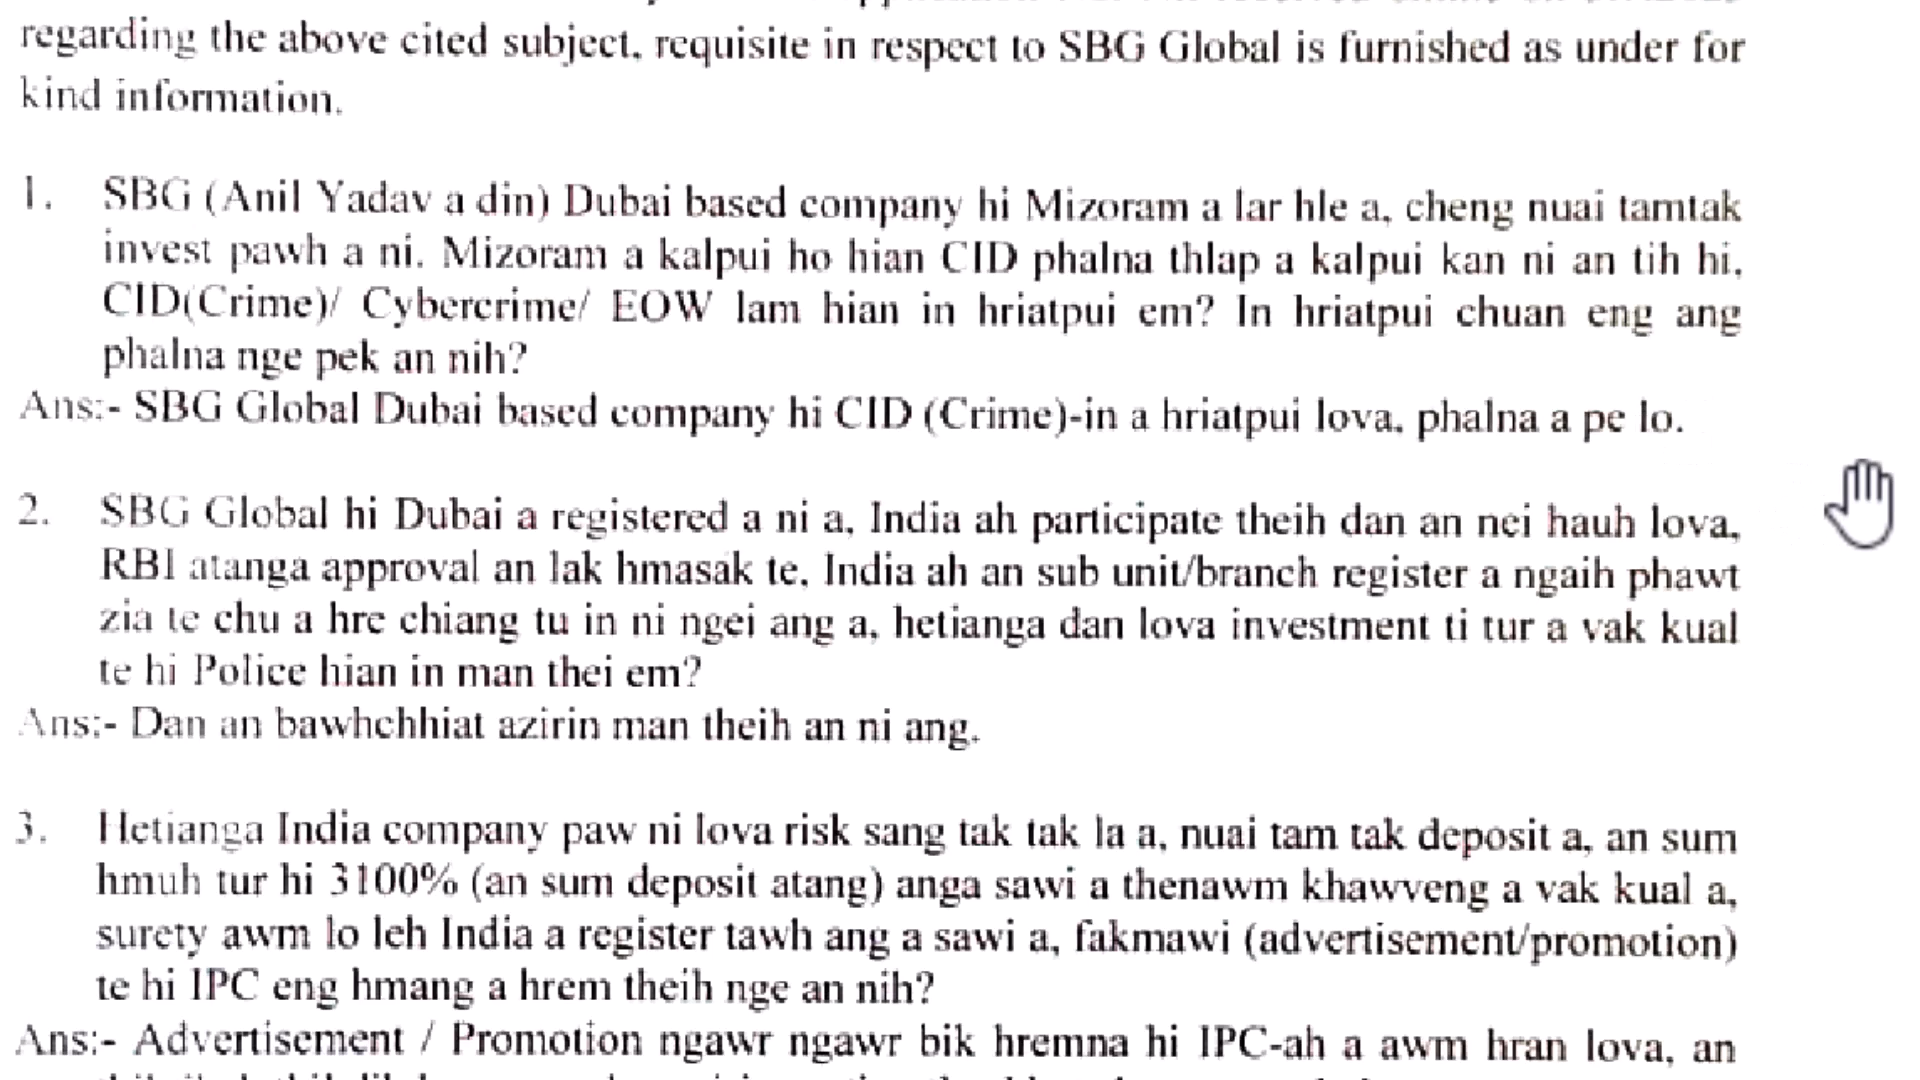 regarding the above cited subject, requisite in respect to SBG Global is furnished as under for
kind information.
1. SBG (Anil Yadav a din) Dubai based company hi Mizoram a lar hle a, cheng nuai tamtak
invest pawh a ni. Mizoram a kalpui ho hian CID phalna thlap a kalpui kan ni an tih hi,
CID(Crime)/ Cybercrime/ EOW lam hian in hriatpui em? In hriatpui chuan eng ang
phalna nge pek an nih?
Ans:- SBG Global Dubai based company hi CID (Crime)-in a hriatpui lova, phalna a pe lo.
2. SBG Global hi Dubai a registered a ni a, India ah participate theih dan an nei hauh lova,
RBI atanga approval an lak hmasak te, India ah an sub unit/branch register a ngaih phawt
zia te chu a hre chiang tu in ni ngei ang a, hetianga dan lova investment ti tur a vak kual
te hi Police hian in man thei em?
Ans:- Dan an bawhchhiat azirin man theih an ni ang.
3. Hetianga India company paw ni lova risk sang tak tak la a, nuai tam tak deposit a, an sum
hmuh tur hi 3100% (an sum deposit atang) anga sawi a thenawm khawveng a vak kual a,
surety awm lo leh India a register tawh ang a sawi a, fakmawi (advertisement/promotion)
te hi IPC eng hmang a hrem theih nge an nih?
Ans:- Advertisement / Promotion ngawr ngawr bik hremna hi IPC-ah a awm hran lova, an